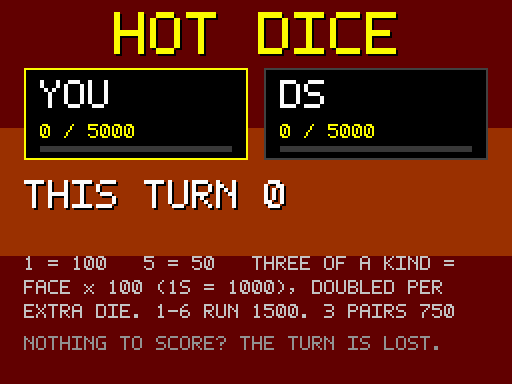 HOT DICE
YOU
0 / 5000
DS
0 / 5000
THIS TURN 0
1 = 100   5 = 50   THREE OF A KIND =
FACE x 100 (1S = 1000), DOUBLED PER
EXTRA DIE. 1-6 RUN 1500. 3 PAIRS 750
NOTHING TO SCORE? THE TURN IS LOST.